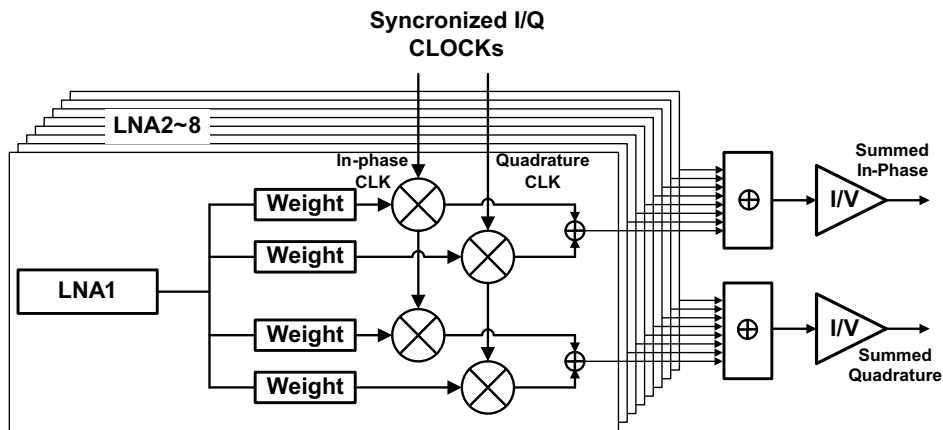 Syncronized I/Q
CLOCKs
LNA2~8
In-phase
CLK
Quadrature
CLK
Weight
Weight
LNA1
Weight
Weight
I/V
Summed
In-Phase
I/V
Summed
Quadrature